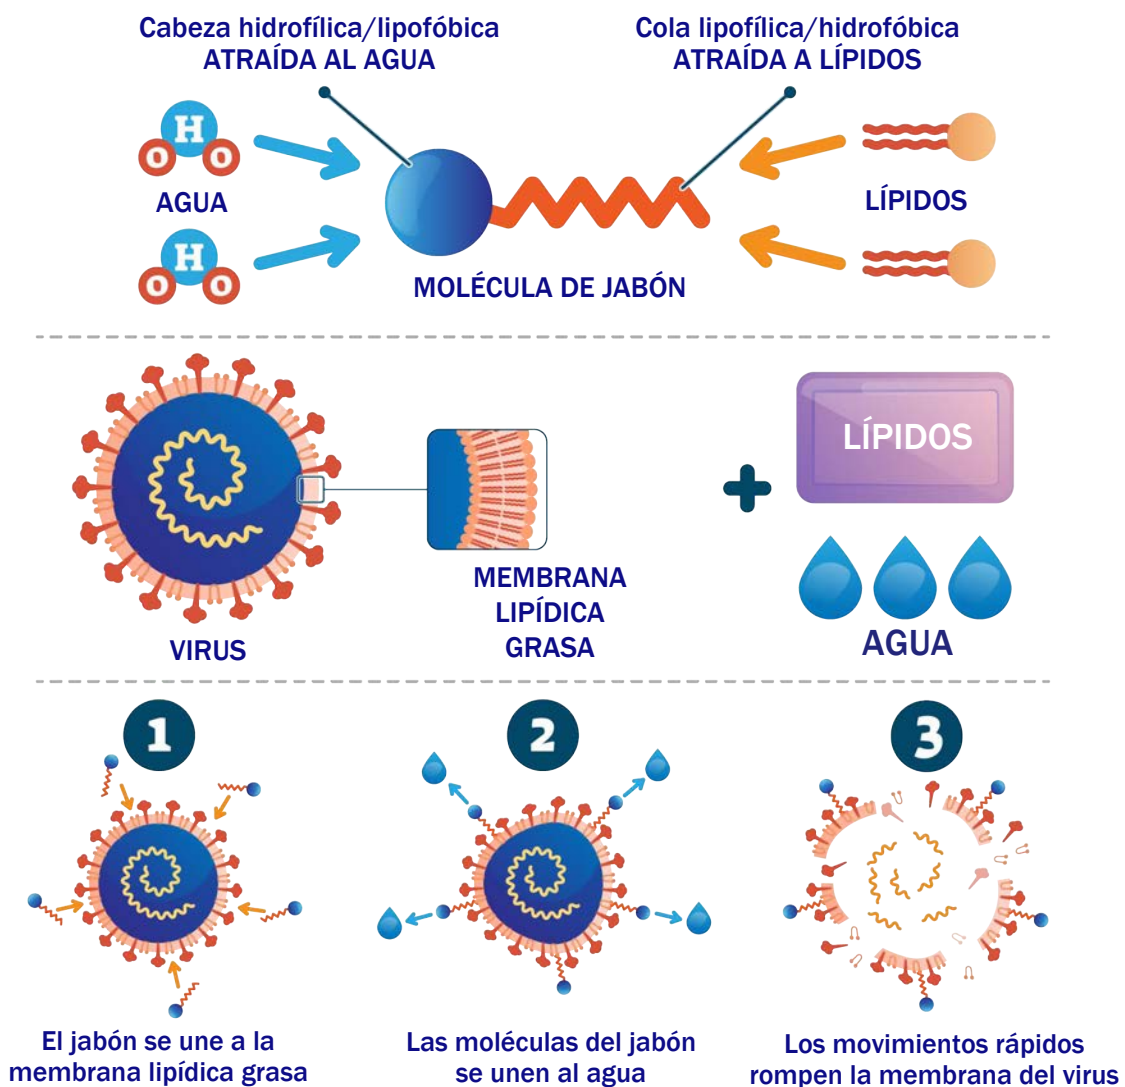 Cabeza hidrofílica/lipofóbica
ATRAÍDA AL AGUA
Cola lipofílica/hidrofóbica
ATRAÍDA A LÍPIDOS
H
O O
AGUA
H
O O
LÍPIDOS
MOLÉCULA DE JABÓN
LÍPIDOS
MEMBRANA
LIPÍDICA
GRASA
VIRUS
AGUA
1
2
3
El jabón se une a la
membrana lipídica grasa
Las moléculas del jabón
se unen al agua
Los movimientos rápidos
rompen la membrana del virus